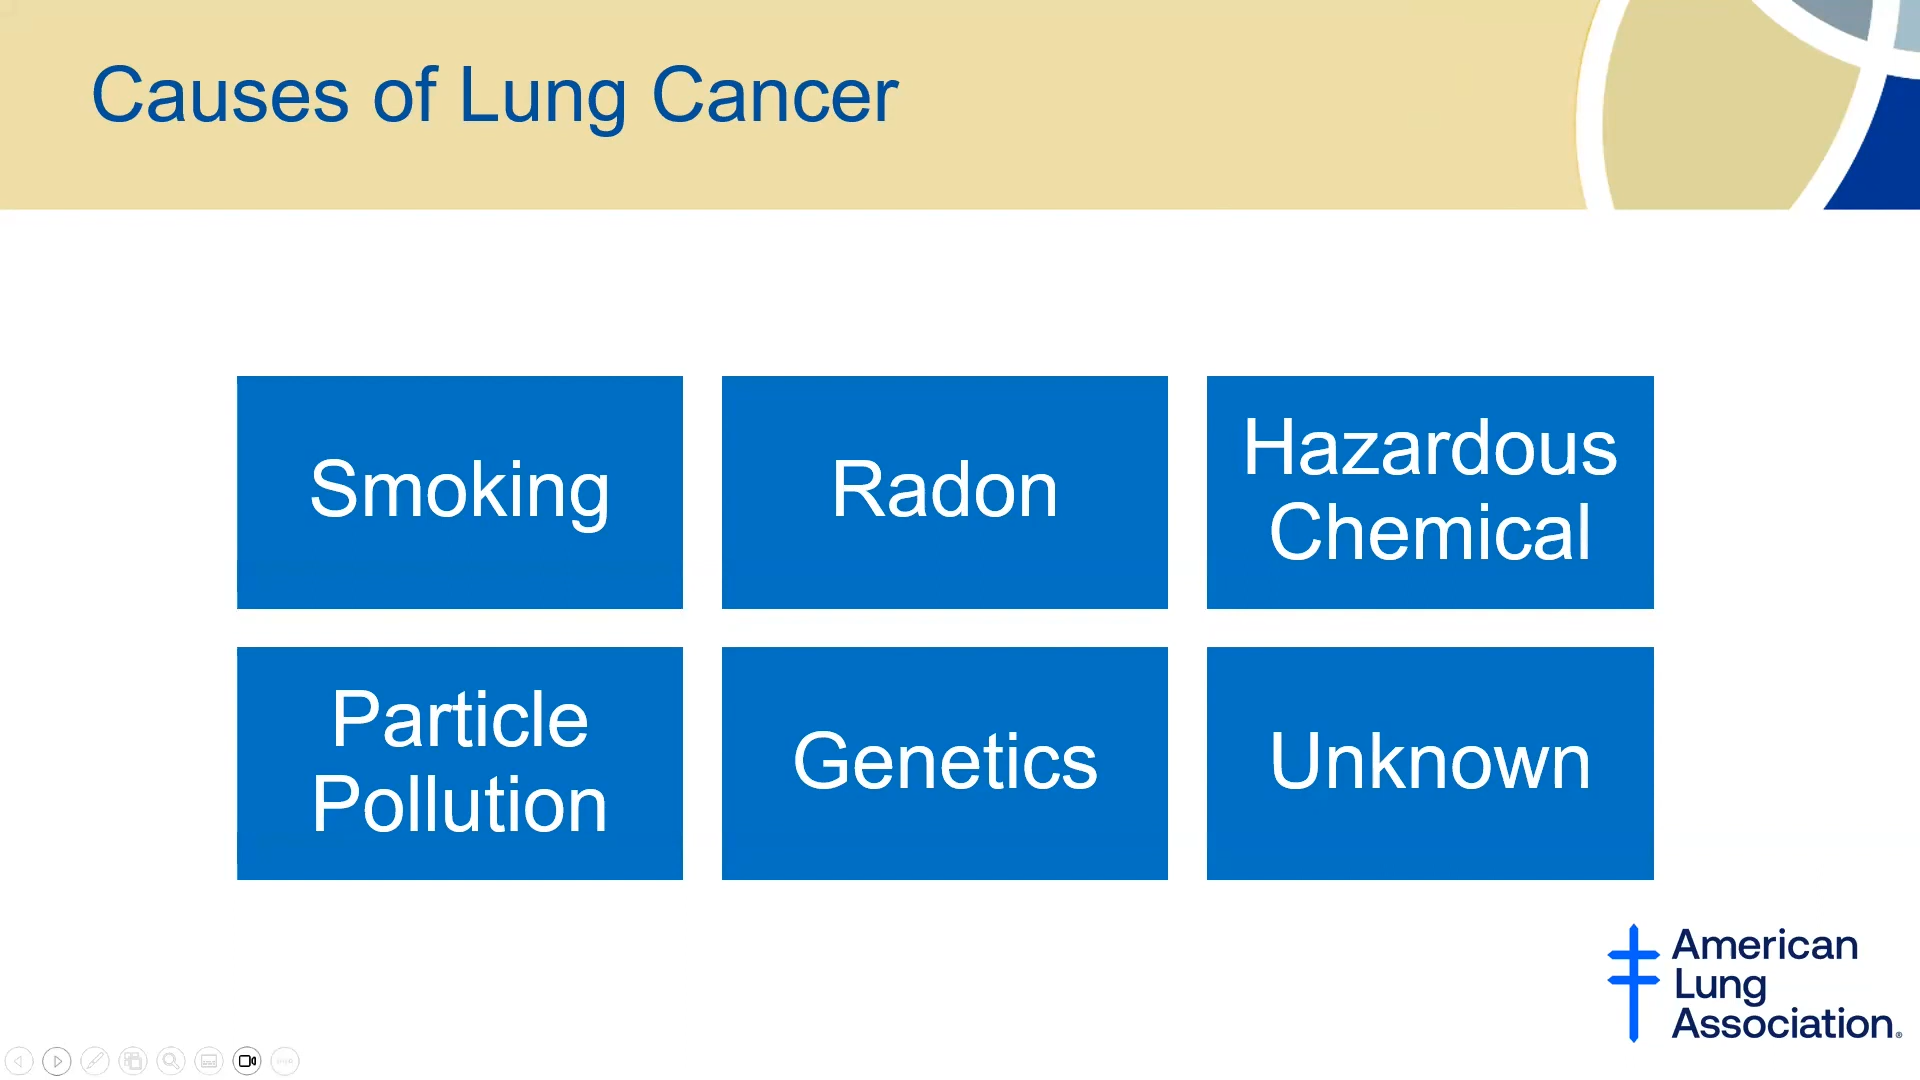 Causes of Lung Cancer
Smoking
Radon
Hazardous
Chemical
Particle
Pollution
Genetics
Unknown
American
Lung
Association®